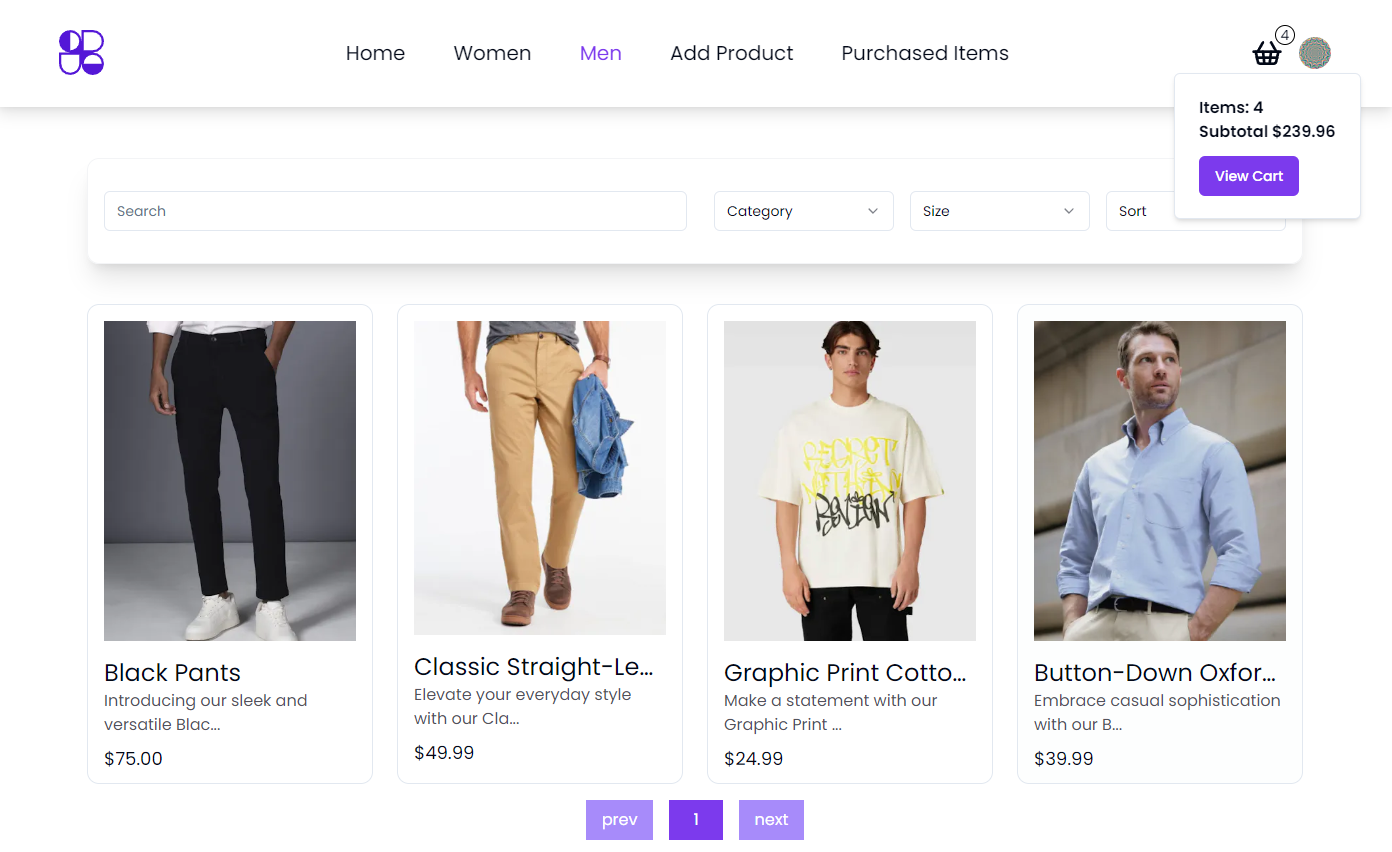 Home Women Men Add Product Purchased Items
4
Items: 4
Subtotal $239.96
View Cart
Search
Category
Size
Sort
REGRET
REVIEW
Black Pants
Introducing our sleek and
versatile Blac...
$75.00
Classic Straight-Le...
Elevate your everyday style
with our Cla...
$49.99
Graphic Print Cotto...
Make a statement with our
Graphic Print ...
$24.99
Button-Down Oxfor...
Embrace casual sophistication
with our B...
$39.99
prev 1 next